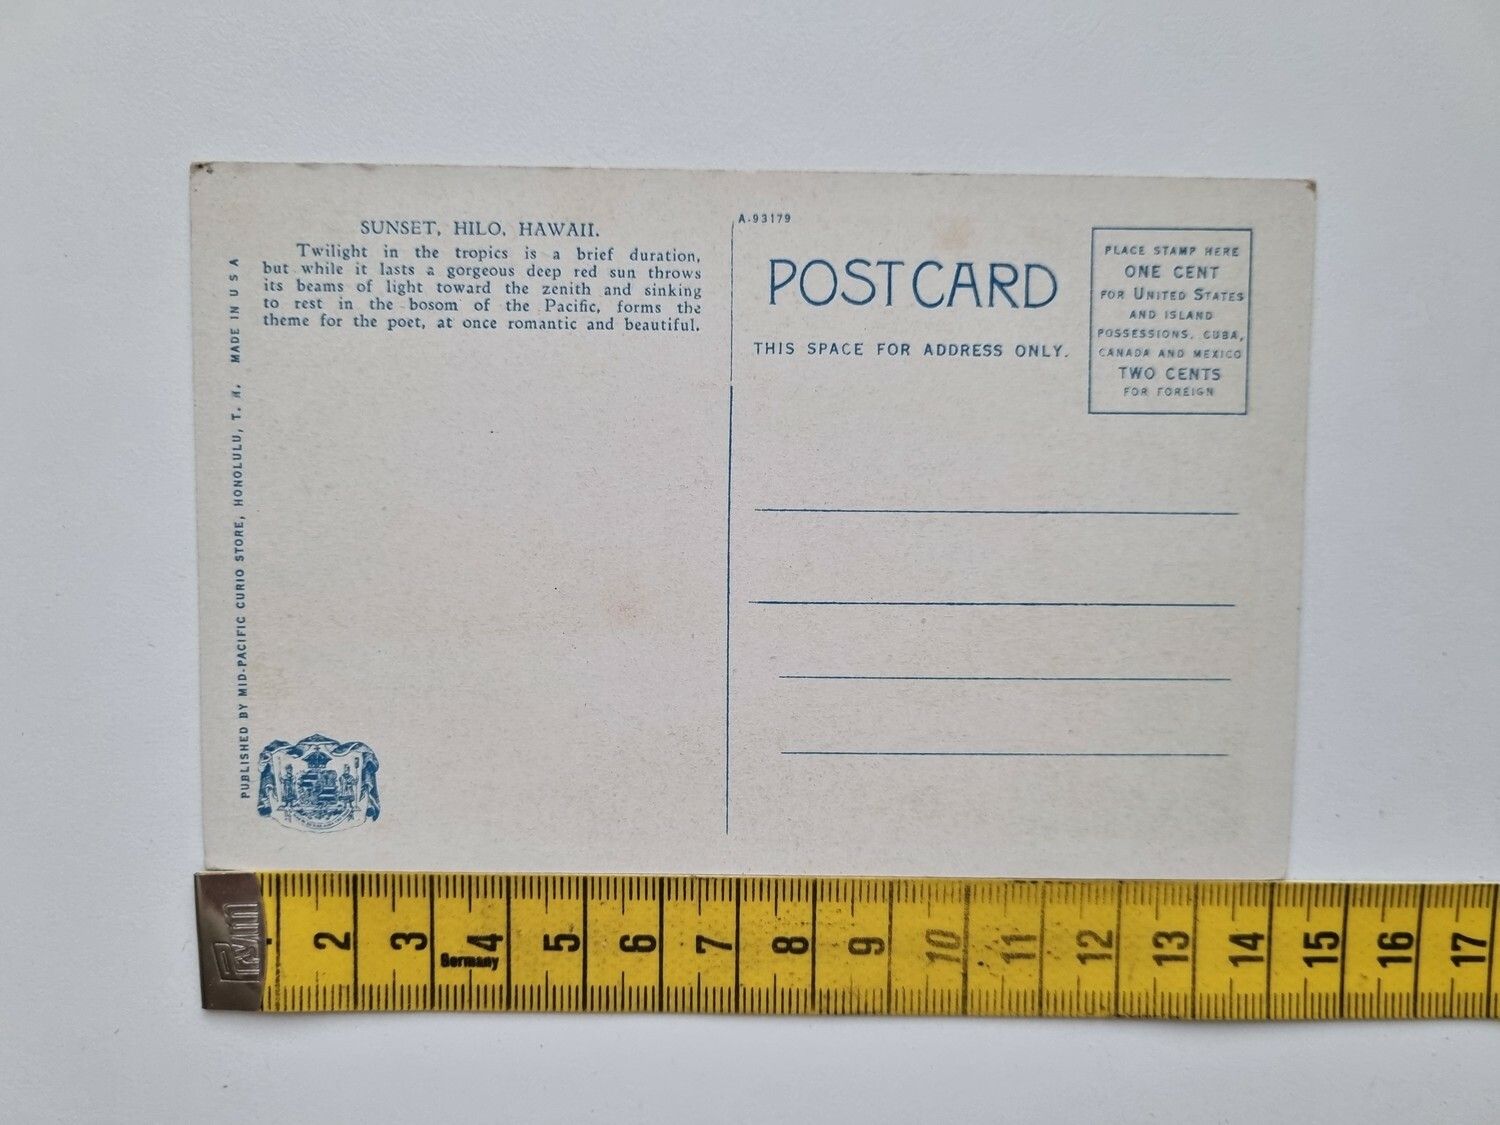 SUNSET, HILO, HAWAII.
Twilight in the tropics is a brief duration,
but while it lasts a gorgeous deep red sun throws
its beams of light toward the zenith and sinking
to rest in the bosom of the Pacific, forms the
theme for the poet, at once romantic and beautiful.
PUBLISHED BY MID-PACIFIC CURIO STORE, HONOLULU, T. H. MADE IN U S A
A-93179
POST CARD
THIS SPACE FOR ADDRESS ONLY.
PLACE STAMP HERE
ONE CENT
FOR UNITED STATES
AND ISLAND
POSSESSIONS, CUBA,
CANADA AND MEXICO
TWO CENTS
FOR FOREIGN
2 3 4 5 6 7 8 9 10 11 12 13 14 15 16 17
Germany